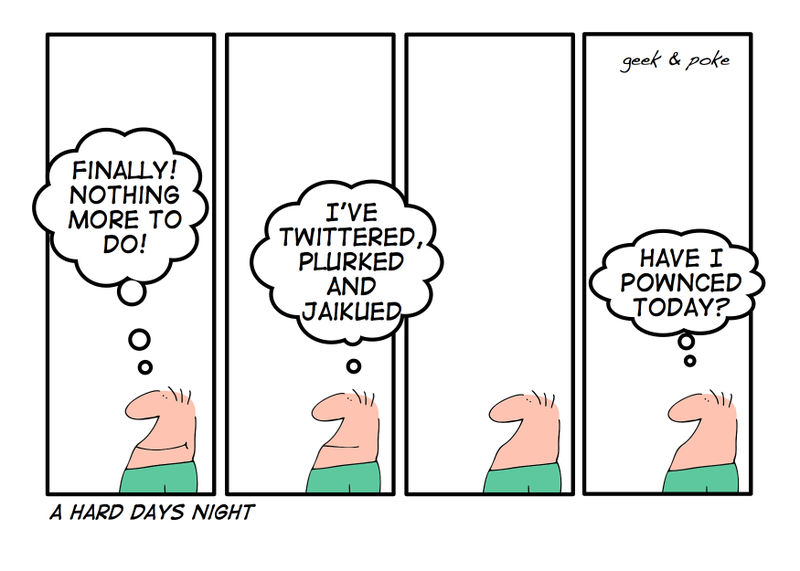 geek & poke
FINALLY!
NOTHING
MORE TO
DO!
I'VE
TWITTERED,
PLURKED
AND
JAIKUED
HAVE I
POWNCED
TODAY?
A HARD DAYS NIGHT